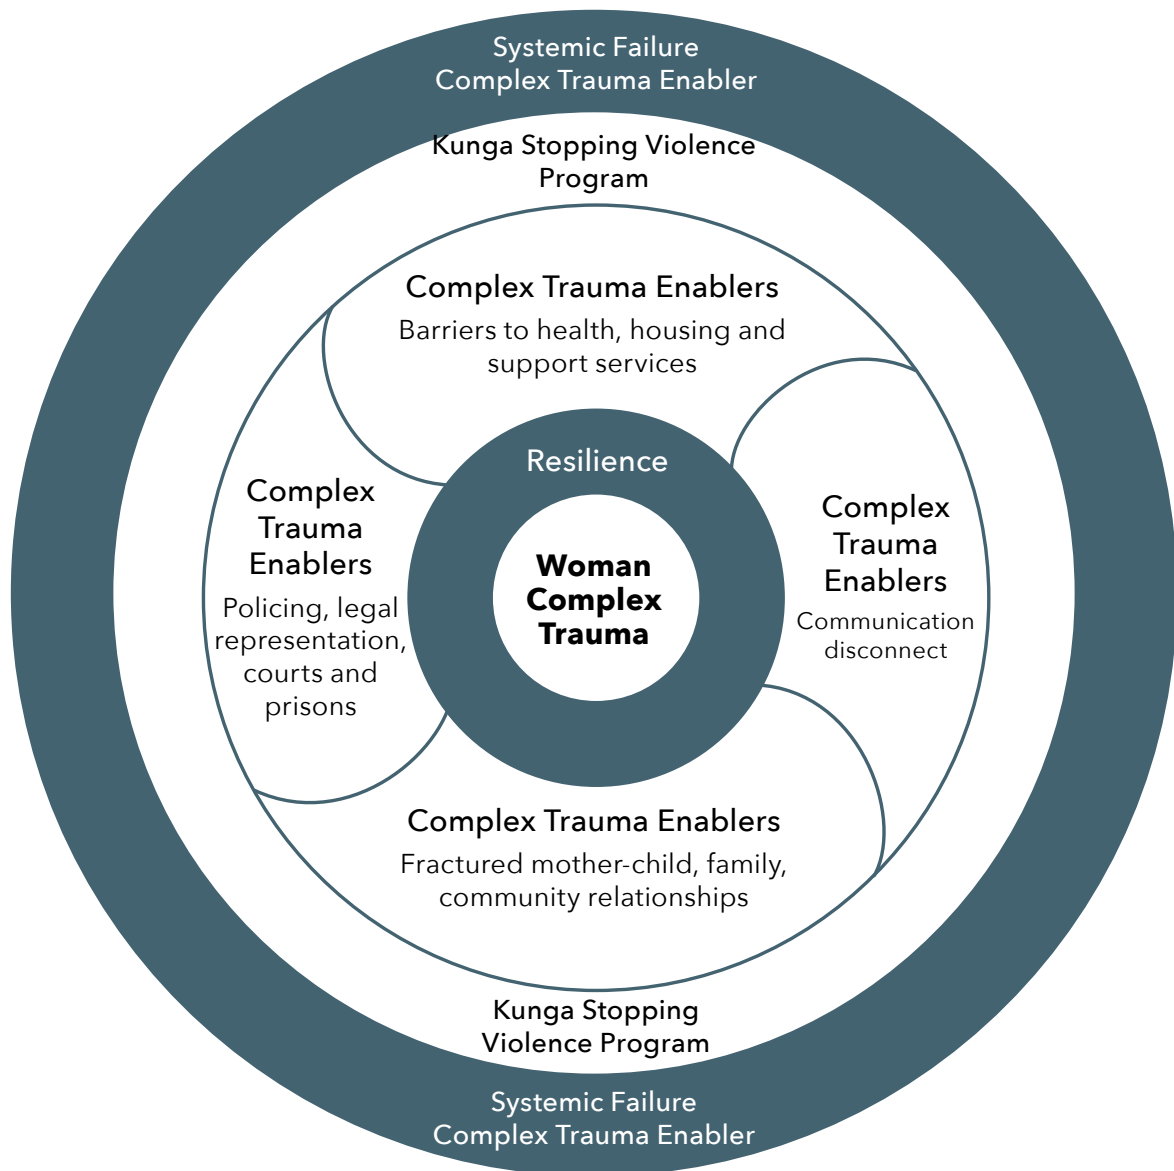 Systemic Failure
Complex Trauma Enabler
Kunga Stopping Violence
Program
Complex Trauma Enablers
Barriers to health, housing and
support services
Resilience
Woman
Complex
Trauma
Complex
Trauma
Enablers
Policing, legal
representation,
courts and
prisons
Complex
Trauma
Enablers
Communication
disconnect
Complex Trauma Enablers
Fractured mother-child, family,
community relationships
Kunga Stopping
Violence Program
Systemic Failure
Complex Trauma Enabler